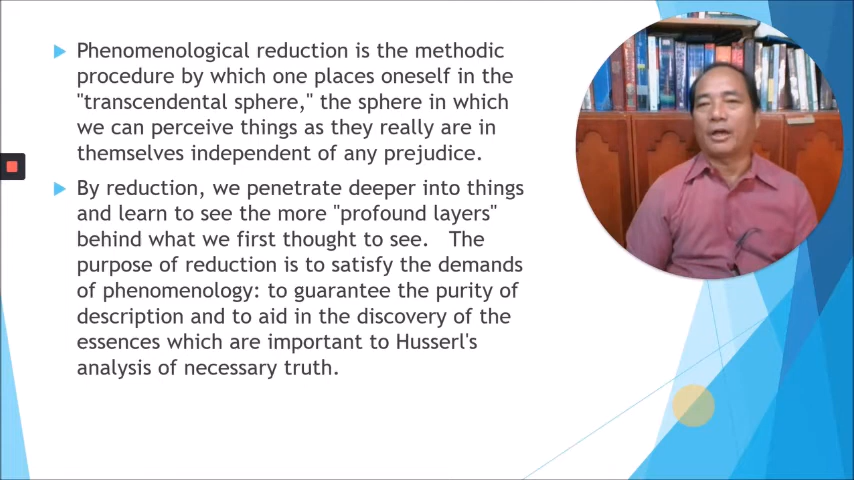 Phenomenological reduction is the methodic
procedure by which one places oneself in the
"transcendental sphere," the sphere in which
we can perceive things as they really are in
themselves independent of any prejudice.
By reduction, we penetrate deeper into things
and learn to see the more "profound layers"
behind what we first thought to see. The
purpose of reduction is to satisfy the demands
of phenomenology: to guarantee the purity of
description and to aid in the discovery of the
essences which are important to Husserl's
analysis of necessary truth.